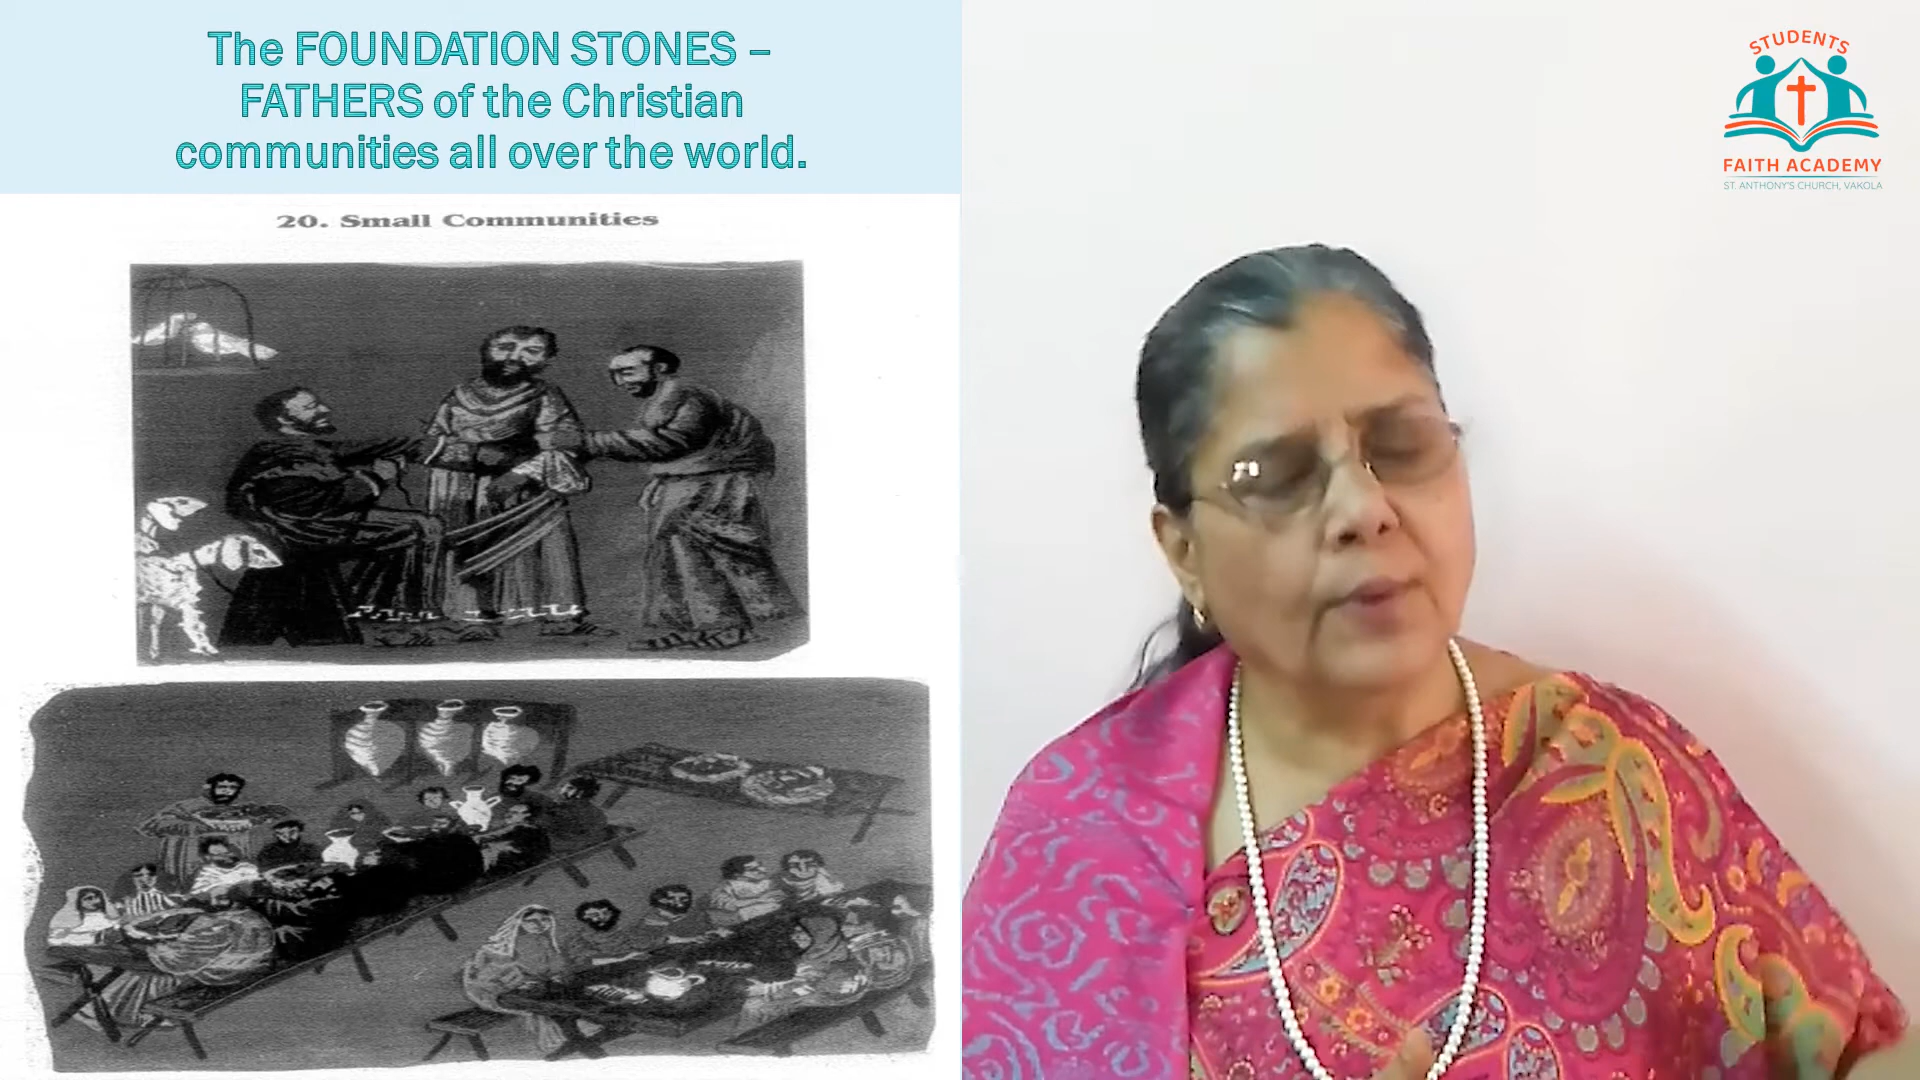 The FOUNDATION STONES –
FATHERS of the Christian
communities all over the world.
20. Small Communities
STUDENTS
FAITH ACADEMY
ST. ANTHONY'S CHURCH, VAKOLA